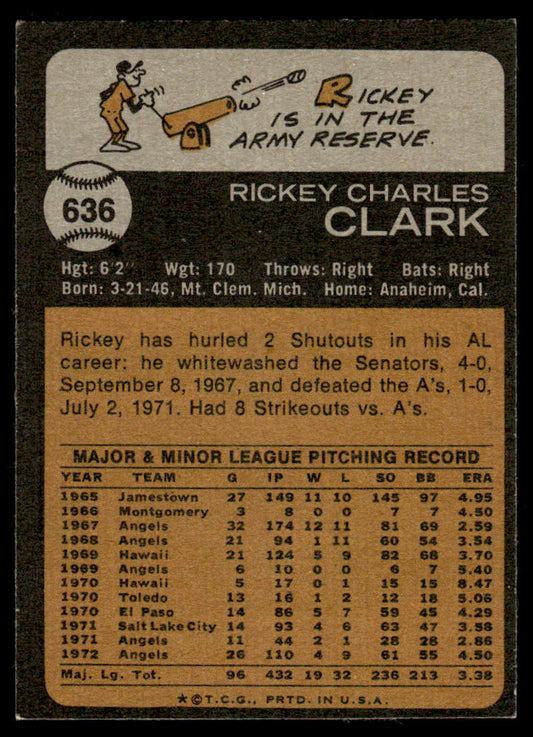 RICKEY
IS IN THE
ARMY RESERVE.
636
RICKEY CHARLES
CLARK
Hgt: 6'2" Wgt: 170 Throws: Right Bats: Right
Born: 3-21-46, Mt. Clem. Mich. Home: Anaheim, Cal.
Rickey has hurled 2 Shutouts in his AL
career: he whitewashed the Senators, 4-0,
September 8, 1967, and defeated the A's, 1-0,
July 2, 1971. Had 8 Strikeouts vs. A's.
MAJOR & MINOR LEAGUE PITCHING RECORD
YEAR TEAM G IP W L SO BB ERA
1965 Jamestown 27 149 11 10 145 97 4.95
1966 Montgomery 3 8 0 0 7 7 4.50
1967 Angels 32 174 12 11 81 69 2.59
1968 Angels 21 94 1 11 60 54 3.54
1969 Hawaii 21 124 5 9 82 68 3.70
1969 Angels 6 10 0 0 6 7 5.40
1970 Hawaii 5 17 0 1 15 15 8.47
1970 Toledo 13 16 1 2 12 18 5.06
1970 El Paso 14 86 5 7 59 45 4.29
1971 Salt Lake City 14 93 4 6 63 47 3.58
1971 Angels 11 44 2 1 28 28 2.86
1972 Angels 26 110 4 9 61 55 4.50
Maj. Lg. Tot. 96 432 19 32 236 213 3.38
★©T.C.G., PRTD. IN U.S.A.